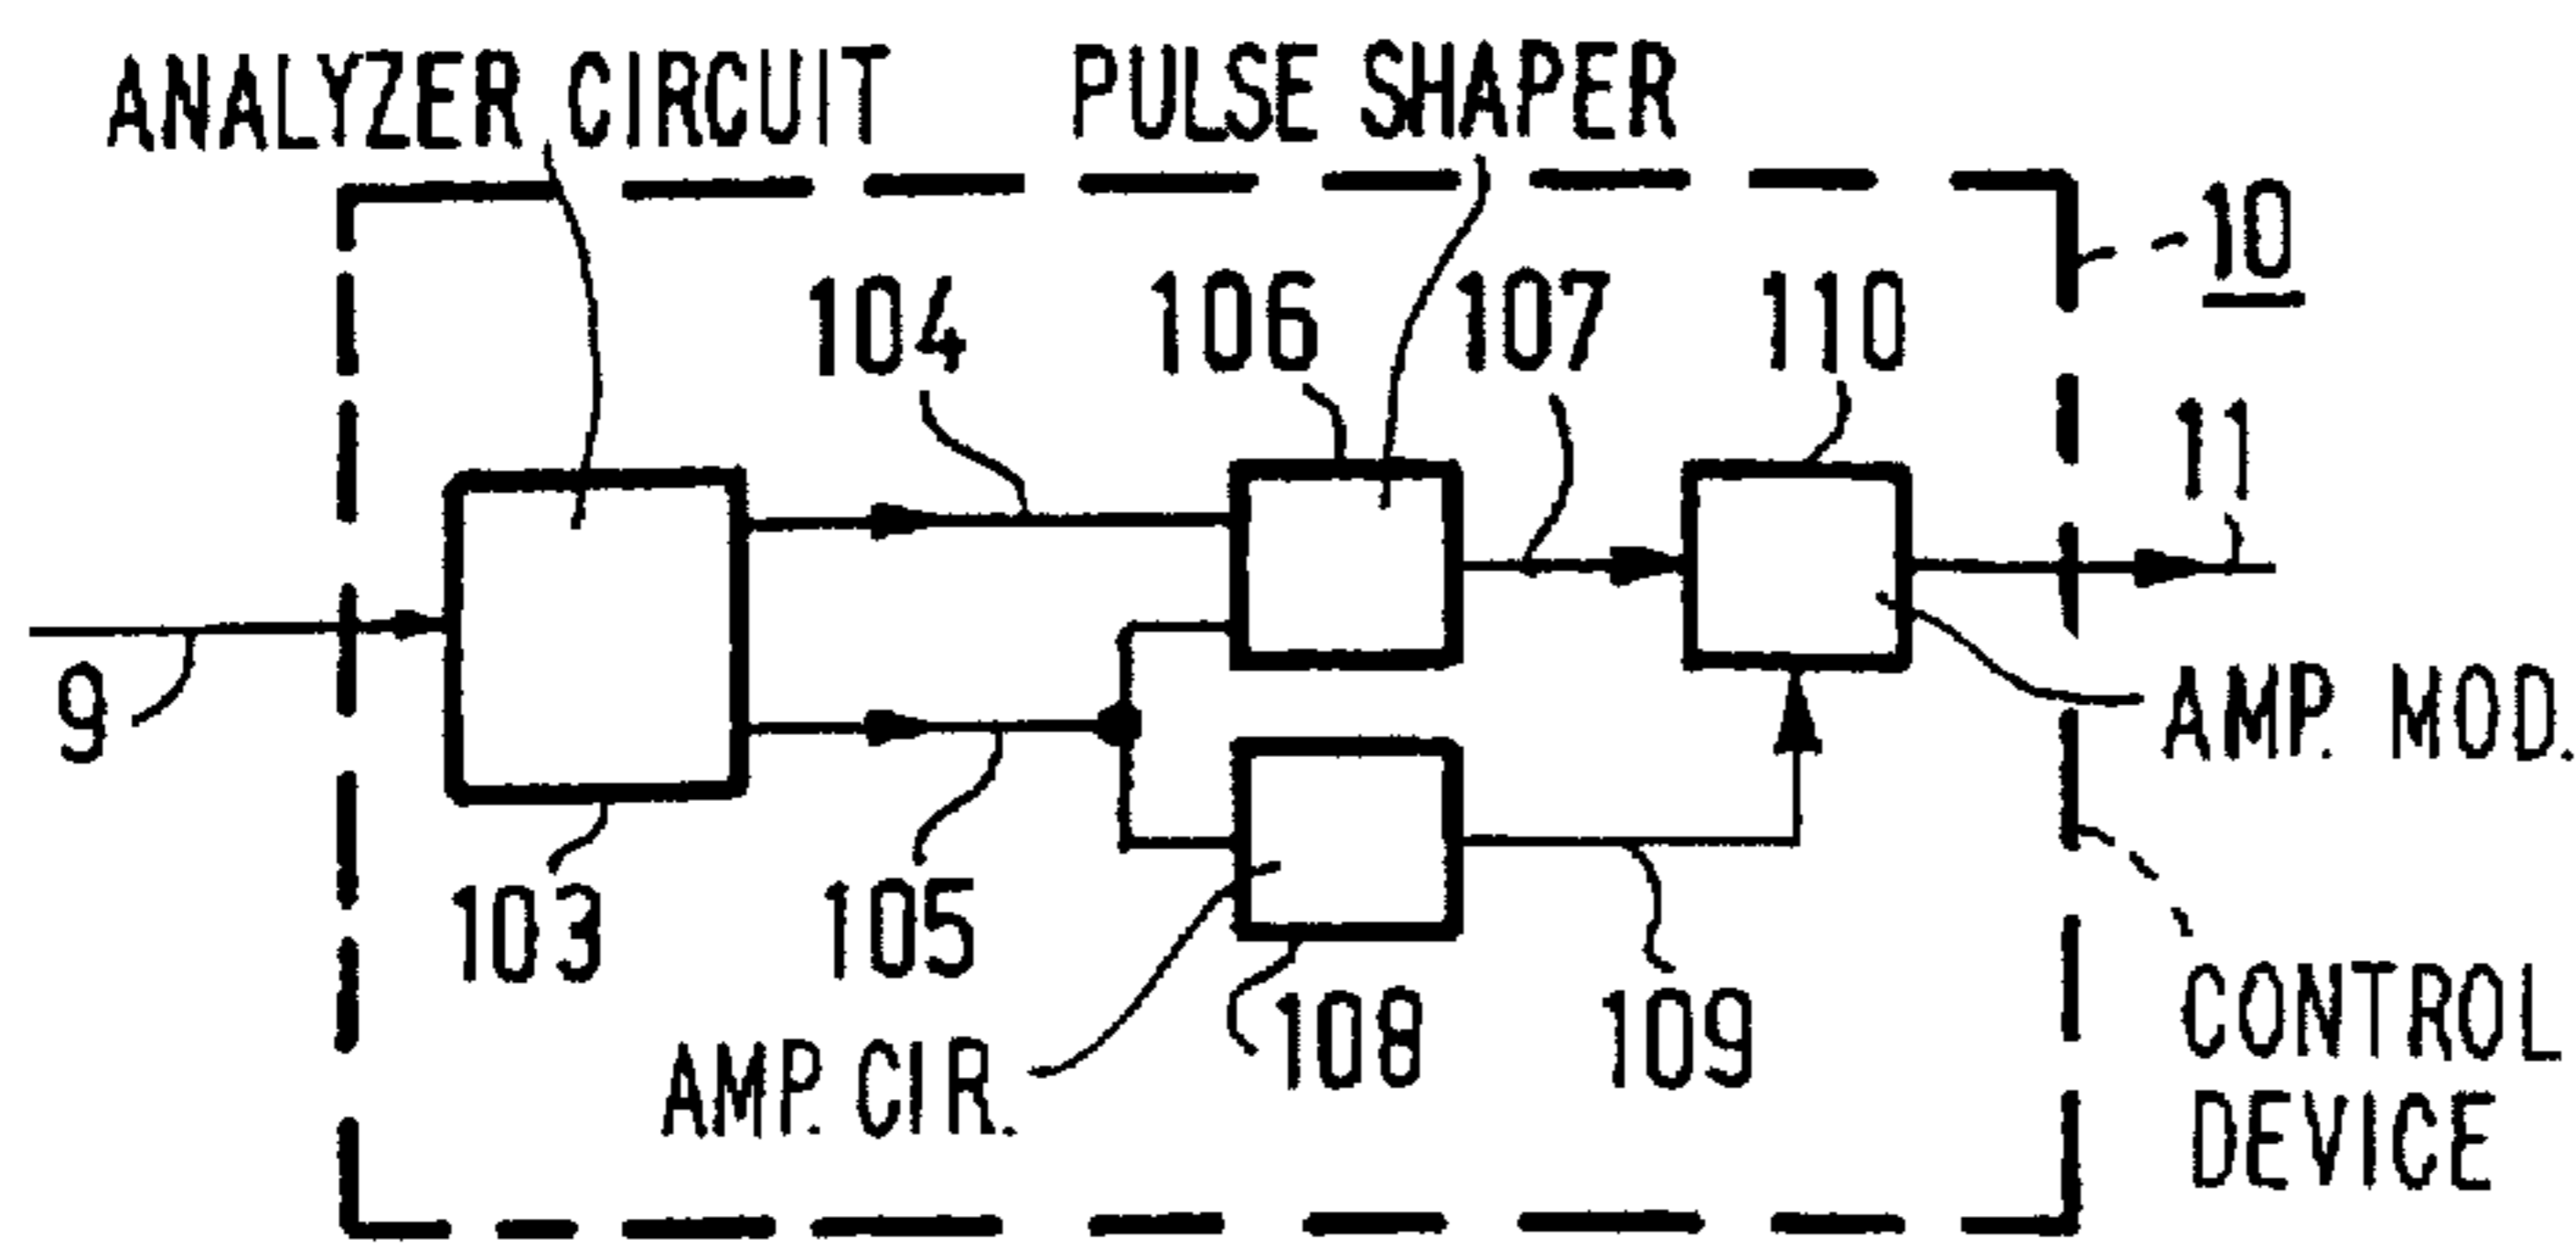 ANALYZER CIRCUIT
PULSE SHAPER
10
104
106
107
110
11
9
AMP. MOD.
103
105
108
109
AMP. CIR.
CONTROL
DEVICE